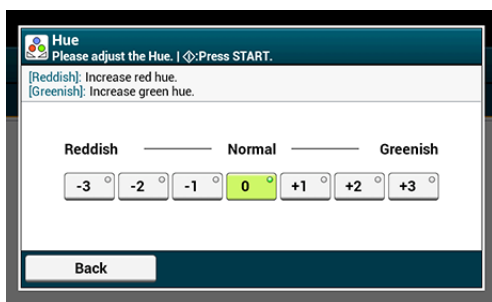 Hue
Please adjust the Hue. | :Press START.
[Reddish]: Increase red hue.
[Greenish]: Increase green hue.
Reddish Normal Greenish
-3 -2 -1 0 +1 +2 +3
Back